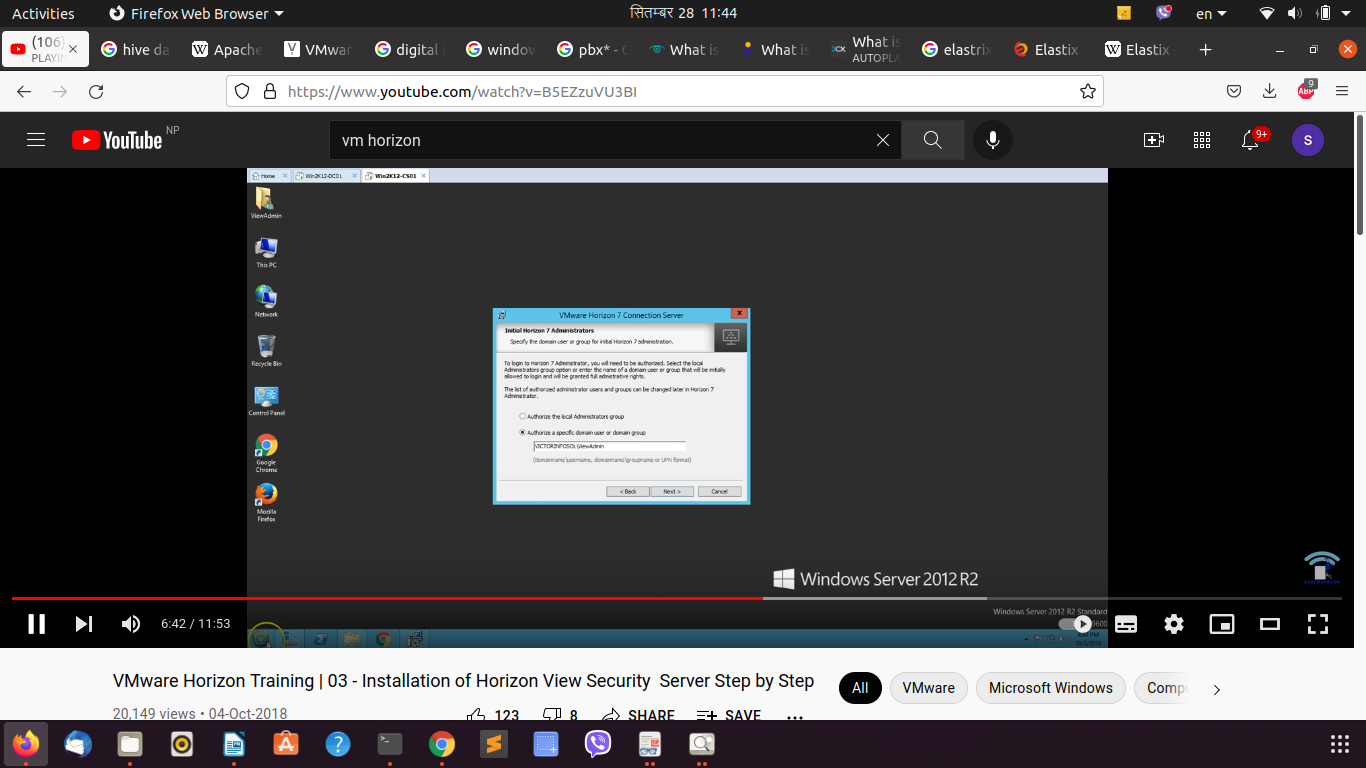 Activities Firefox Web Browser सितम्बर 28 11:44 en
(106) PLAYIN hive da Apache VMwar digital windov pbx* - G What is What is What is AUTOPLA elastrix Elastix Elastix
https://www.youtube.com/watch?v=B5EZzuVU3BI ABP 9
YouTube NP vm horizon 9+ S
Home Win2K12-DC01 Win2K12-CS01
ViewAdmin
This PC
Network
Recycle Bin
Control Panel
Google
Chrome
Mozilla
Firefox
VMware Horizon 7 Connection Server
Initial Horizon 7 Administrators
Specify the domain user or group for initial Horizon 7 administration.
To login to Horizon 7 Administrator, you will need to be authorized. Select the local
Administrators group option or enter the name of a domain user or group that will be initially
allowed to login and will be granted full administrative rights.
The list of authorized administrator users and groups can be changed later in Horizon 7
Administrator.
Authorize the local Administrators group
Authorize a specific domain user or domain group
VICTORINFOSOL\ViewAdmin
(domainname\username, domainname\groupname or UPN format)
< Back Next > Cancel
Windows Server 2012 R2
Windows Server 2012 R2 Standard
9600
6:42 / 11:53
VMware Horizon Training | 03 - Installation of Horizon View Security Server Step by Step
All VMware Microsoft Windows Compu
20,149 views • 04-Oct-2018 123 8 SHARE SAVE